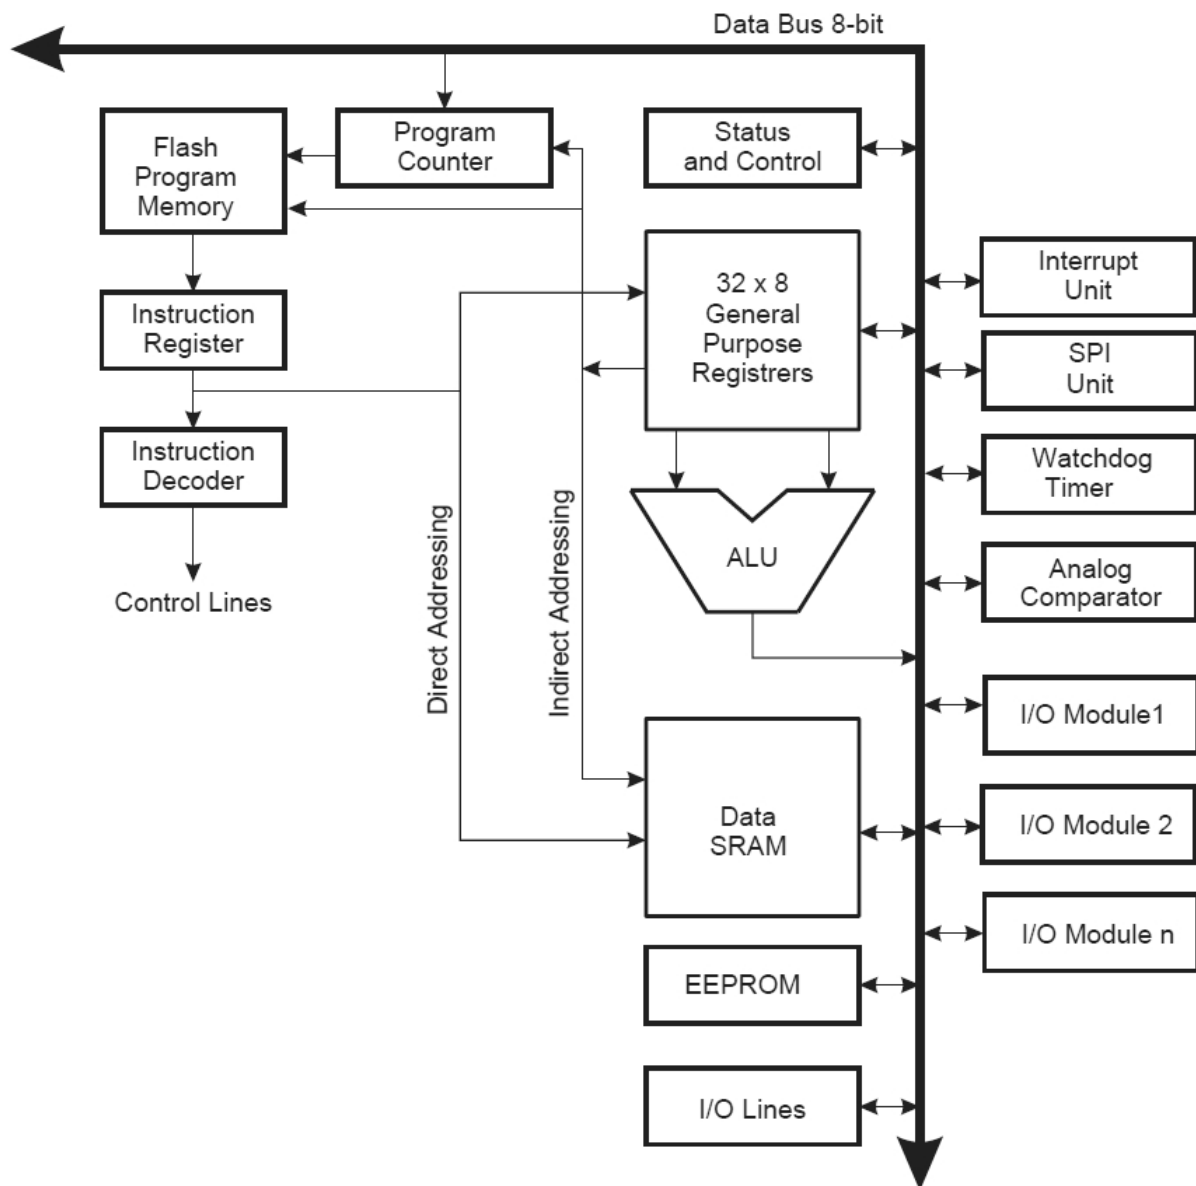 Data Bus 8-bit
Flash
Program
Memory
Program
Counter
Status
and Control
32 x 8
General
Purpose
Registrers
Interrupt
Unit
Instruction
Register
SPI
Unit
Instruction
Decoder
Watchdog
Timer
Direct Addressing
Indirect Addressing
ALU
Analog
Comparator
Control Lines
I/O Module1
Data
SRAM
I/O Module 2
I/O Module n
EEPROM
I/O Lines